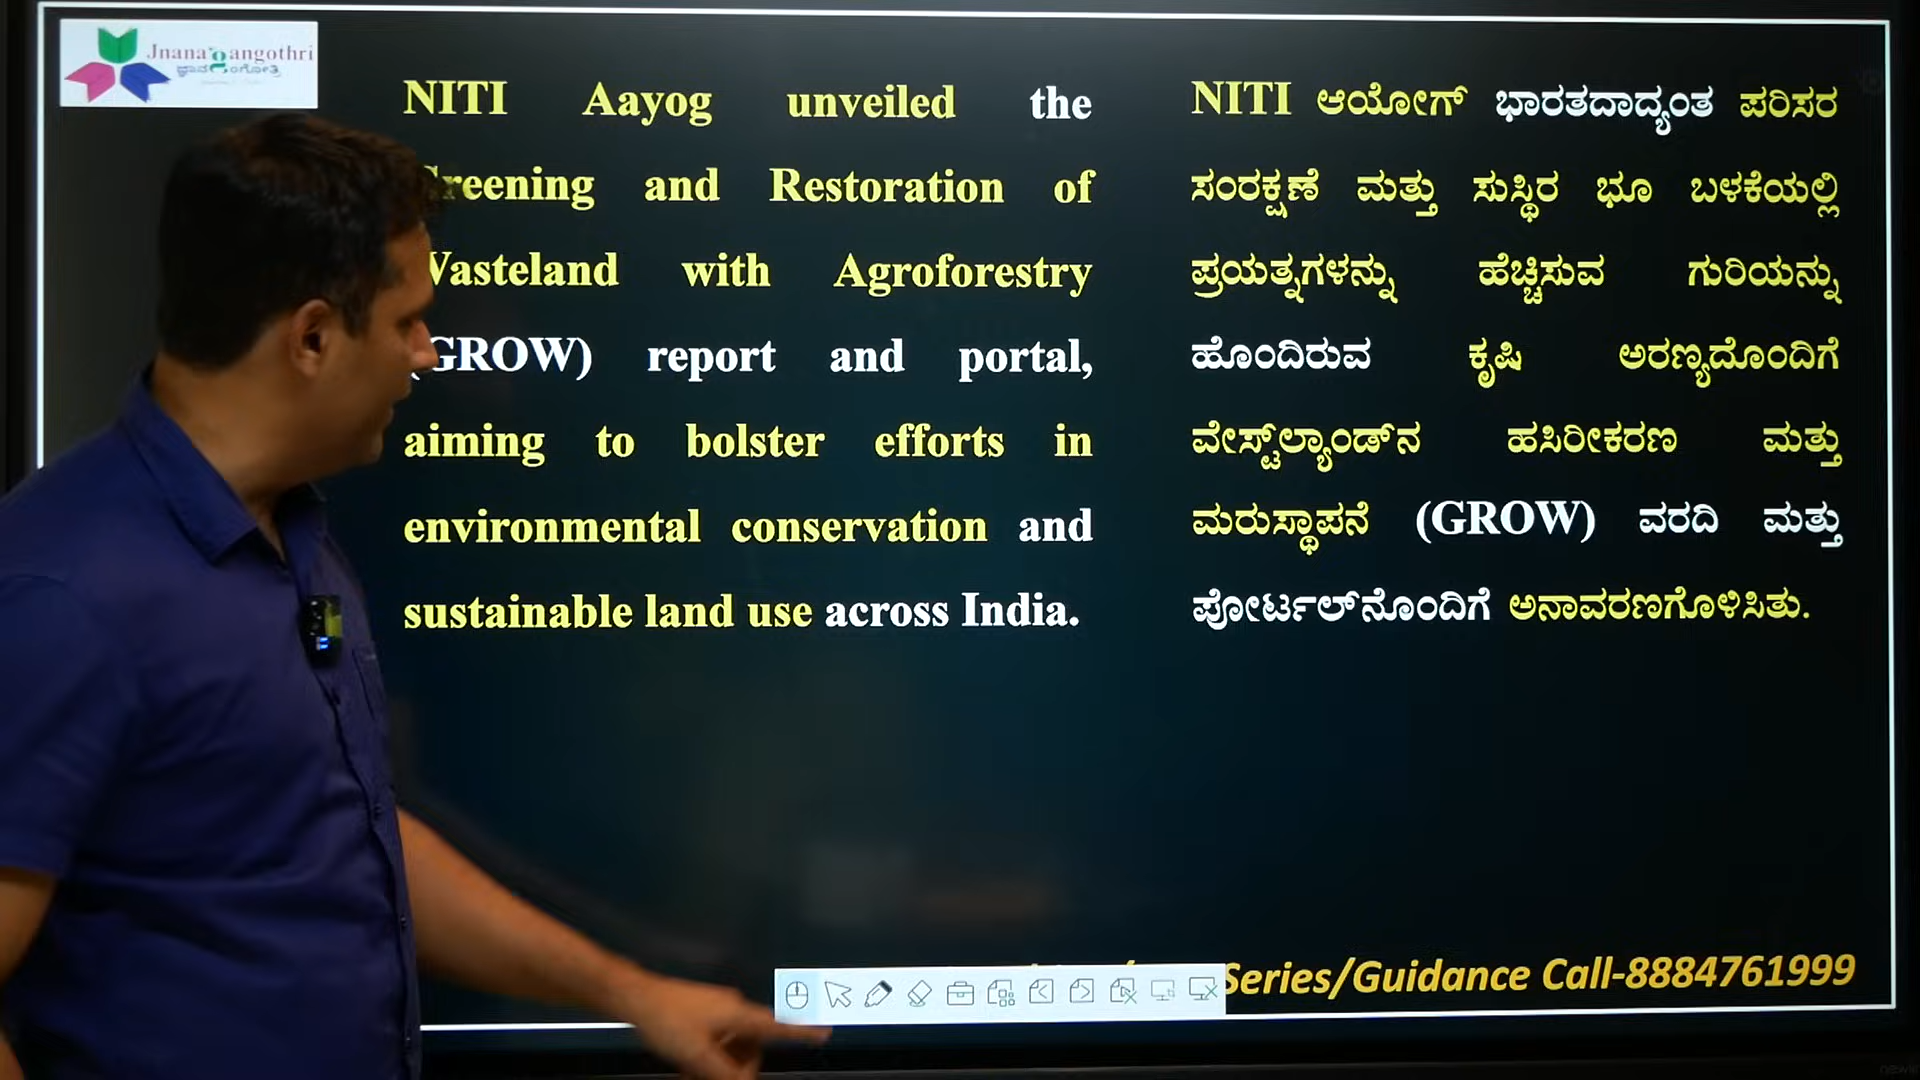 Jnana gangothri
ಜ್ಞಾನಗಂಗೋತ್ರಿ
NITI Aayog unveiled the
Greening and Restoration of
Wasteland with Agroforestry
(GROW) report and portal,
aiming to bolster efforts in
environmental conservation and
sustainable land use across India.
NITI ಆಯೋಗ್ ಭಾರತದಾದ್ಯಂತ ಪರಿಸರ
ಸಂರಕ್ಷಣೆ ಮತ್ತು ಸುಸ್ಥಿರ ಭೂ ಬಳಕೆಯಲ್ಲಿ
ಪ್ರಯತ್ನಗಳನ್ನು ಹೆಚ್ಚಿಸುವ ಗುರಿಯನ್ನು
ಹೊಂದಿರುವ ಕೃಷಿ ಅರಣ್ಯದೊಂದಿಗೆ
ವೇಸ್ಟ್‌ಲ್ಯಾಂಡ್‌ನ ಹಸಿರೀಕರಣ ಮತ್ತು
ಮರುಸ್ಥಾಪನೆ (GROW) ವರದಿ ಮತ್ತು
ಪೋರ್ಟಲ್‌ನೊಂದಿಗೆ ಅನಾವರಣಗೊಳಿಸಿತು.
Series/Guidance Call-8884761999